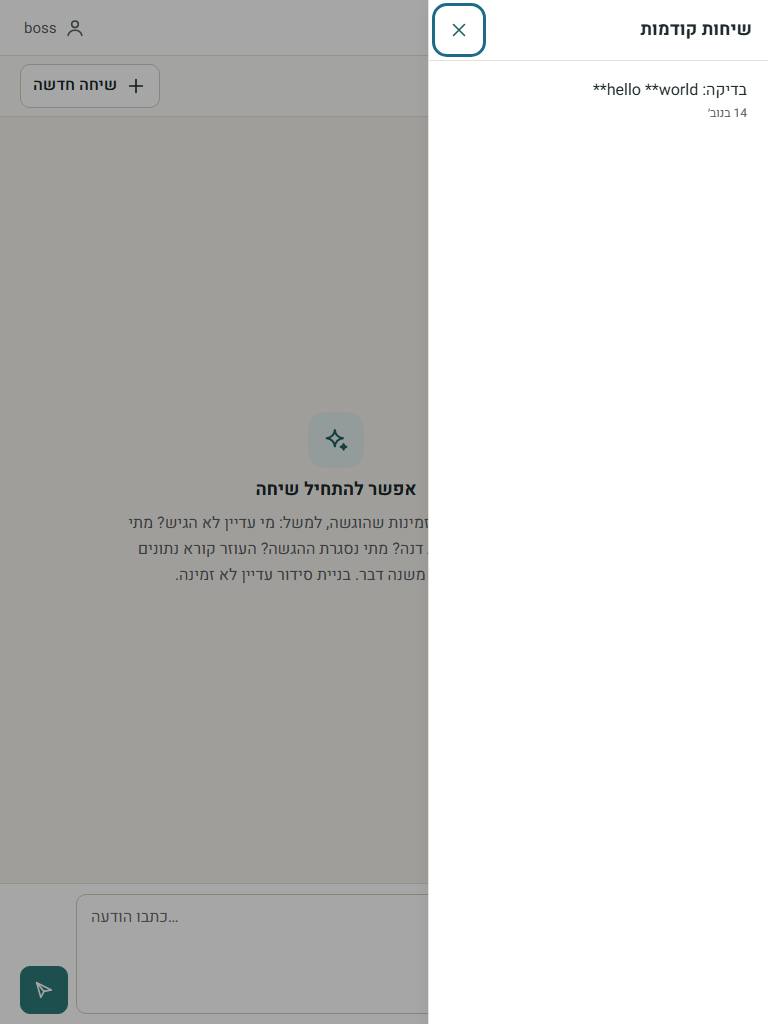 boss
שיחה חדשה
שיחות קודמות
בדיקה: hello **world**
14 בנוב׳
אפשר להתחיל שיחה
זמינות שהוגשה, למשל: מי עדיין לא הגיש? מתי
דנה? מתי נסגרת ההגשה? העוזר קורא נתונים
משנה דבר. בניית סידור עדיין לא זמינה.
כתבו הודעה...